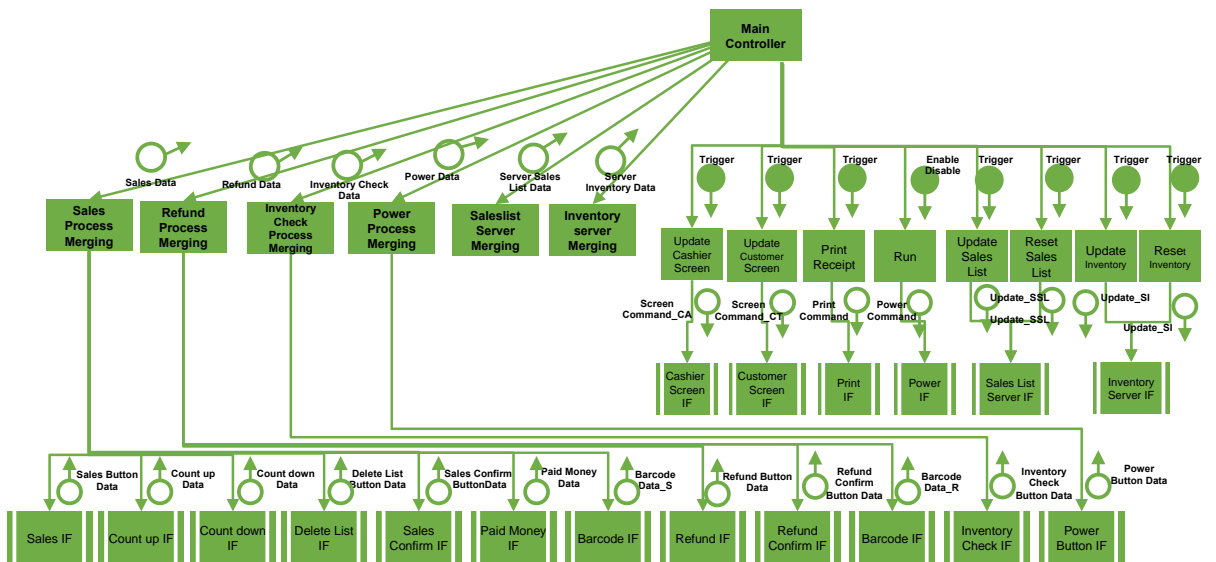 Main
Controller
Sales Data
Refund Data
Inventory Check
Data
Power Data
Server Sales
List Data
Server
Inventory Data
Trigger
Trigger
Trigger
Enable
Disable
Trigger
Trigger
Trigger
Trigger
Sales
Process
Merging
Refund
Process
Merging
Inventory
Check
Process
Merging
Power
Process
Merging
Saleslist
Server
Merging
Inventory
server
Merging
Update
Cashier
Screen
Update
Customer
Screen
Print
Receipt
Run
Update
Sales
List
Reset
Sales
List
Update
Inventory
Reset
Inventory
Screen
Command_CA
Screen
Command_CT
Print
Command
Power
Command
Update_SSL
Update_SSL
Update_SI
Update_SI
Cashier
Screen
IF
Customer
Screen
IF
Print
IF
Power
IF
Sales List
Server IF
Inventory
Server IF
Sales Button
Data
Count up
Data
Count down
Data
Delete List
Button Data
Sales Confirm
ButtonData
Paid Money
Data
Barcode
Data_S
Refund Button
Data
Refund
Confirm
Button Data
Barcode
Data_R
Inventory
Check
Button Data
Power
Button Data
Sales IF
Count up IF
Count down
IF
Delete List
IF
Sales
Confirm IF
Paid Money
IF
Barcode IF
Refund IF
Refund
Confirm IF
Barcode IF
Inventory
Check IF
Power
Button IF